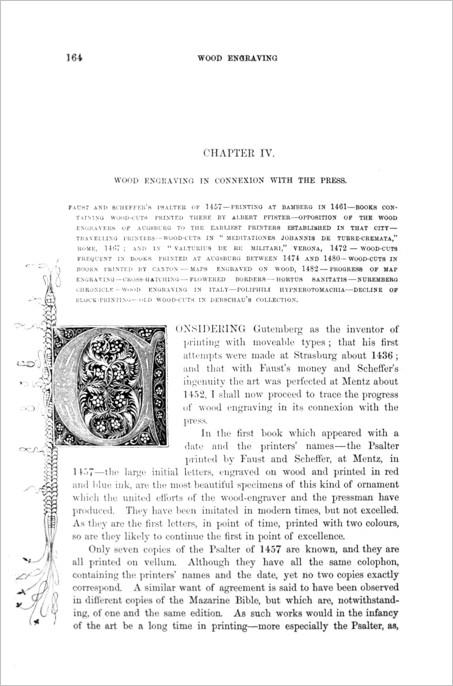 164
WOOD ENGRAVING
CHAPTER IV.
WOOD ENGRAVING IN CONNEXION WITH THE PRESS.
FAUST AND SCHEFFER'S PSALTER OF 1457—PRINTING AT BAMBERG IN 1461—BOOKS CON-
TAINING WOOD-CUTS PRINTED THERE BY ALBERT PFISTER—OPPOSITION OF THE WOOD
ENGRAVERS OF AUGSBURG TO THE EARLIEST PRINTERS ESTABLISHED IN THAT CITY—
TRAVELLING PRINTERS—WOOD-CUTS IN "MEDITATIONES JOHANNIS DE TURRE-CREMATA,"
ROME, 1467; AND IN "VALTURIUS DE RE MILITARI," VERONA, 1472—WOOD-CUTS
FREQUENT IN BOOKS PRINTED AT AUGSBURG BETWEEN 1474 AND 1480—WOOD-CUTS IN
BOOKS PRINTED BY CAXTON—MAPS ENGRAVED ON WOOD, 1482—PROGRESS OF MAP
ENGRAVING—CROSS-HATCHING—FLOWERED BORDERS—HORTUS SANITATIS—NUREMBERG
CHRONICLE—WOOD ENGRAVING IN ITALY—POLIPHILI HYPNEROTOMACHIA—DECLINE OF
BLOCK-PRINTING—OLD WOOD-CUTS IN DERSCHAU'S COLLECTION.
CONSIDERING Gutemberg as the inventor of
printing with moveable types; that his first
attempts were made at Strasburg about 1436;
and that with Faust's money and Scheffer's
ingenuity the art was perfected at Mentz about
1452, I shall now proceed to trace the progress
of wood engraving in its connexion with the
press.
In the first book which appeared with a
date and the printers' names—the Psalter
printed by Faust and Scheffer, at Mentz, in
1457—the large initial letters, engraved on wood and printed in red
and blue ink, are the most beautiful specimens of this kind of ornament
which the united efforts of the wood-engraver and the pressman have
produced. They have been imitated in modern times, but not excelled.
As they are the first letters, in point of time, printed with two colours,
so are they likely to continue the first in point of excellence.
Only seven copies of the Psalter of 1457 are known, and they are
all printed on vellum. Although they have all the same colophon,
containing the printers' names and the date, yet no two copies exactly
correspond. A similar want of agreement is said to have been observed
in different copies of the Mazarine Bible, but which are, notwithstand-
ing, of one and the same edition. As such works would in the infancy
of the art be a long time in printing—more especially the Psalter, as,